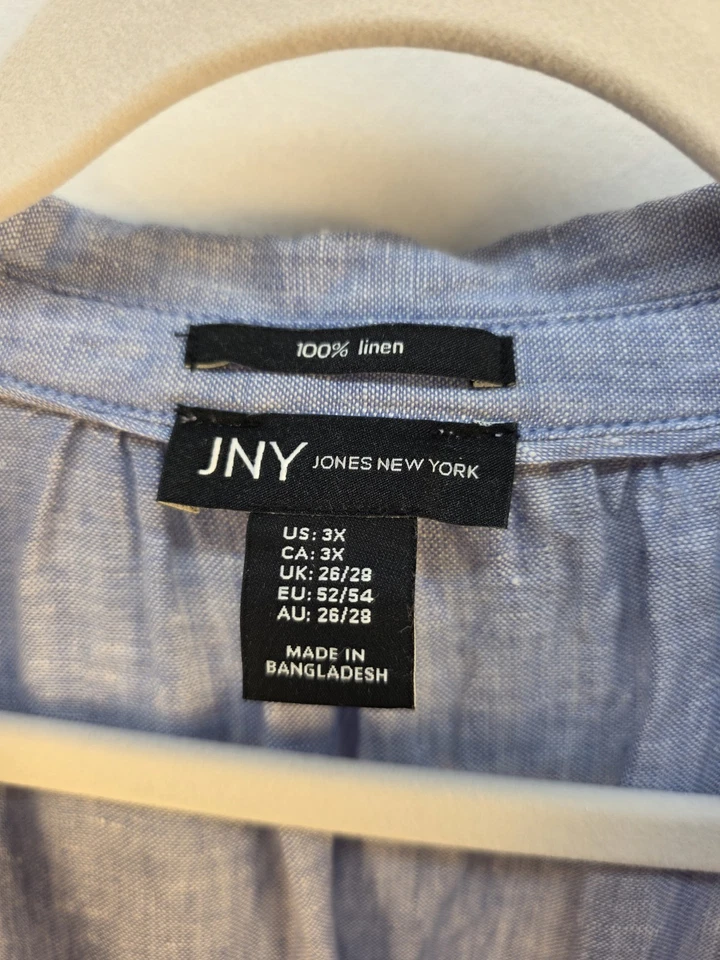 100% linen
JNY JONES NEW YORK
US: 3X
CA: 3X
UK: 26/28
EU: 52/54
AU: 26/28
MADE IN
BANGLADESH